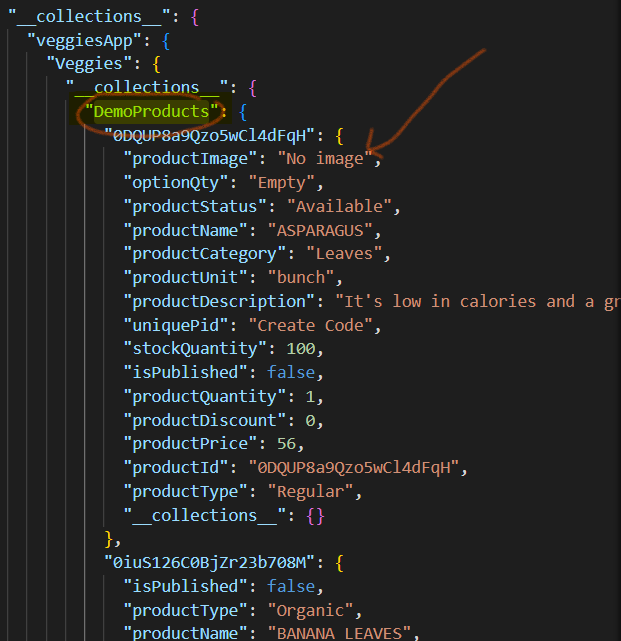 "__collections__": {
"veggiesApp": {
"Veggies": {
"__collections__": {
"DemoProducts": {
"0DQUP8a9Qzo5wCl4dFqH": {
"productImage": "No image",
"optionQty": "Empty",
"productStatus": "Available",
"productName": "ASPARAGUS",
"productCategory": "Leaves",
"productUnit": "bunch",
"productDescription": "It's low in calories and a gr
"uniquePid": "Create Code",
"stockQuantity": 100,
"isPublished": false,
"productQuantity": 1,
"productDiscount": 0,
"productPrice": 56,
"productId": "0DQUP8a9Qzo5wCl4dFqH",
"productType": "Regular",
"__collections__": {}
},
"0iuS126C0BjZr23b708M": {
"isPublished": false,
"productType": "Organic",
"productName": "BANANA LEAVES",